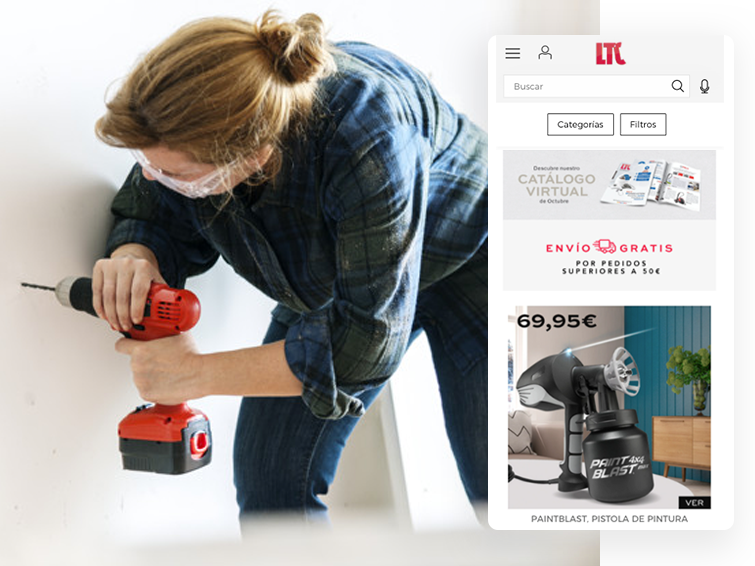 LTC
Buscar
Categorías
Filtros
Descubre nuestro
CATÁLOGO
VIRTUAL
de Octubre
ENVÍO GRATIS
POR PEDIDOS
SUPERIORES A 50€
69,95€
PAINT 4x4
BLAST
VER
PAINTBLAST, PISTOLA DE PINTURA